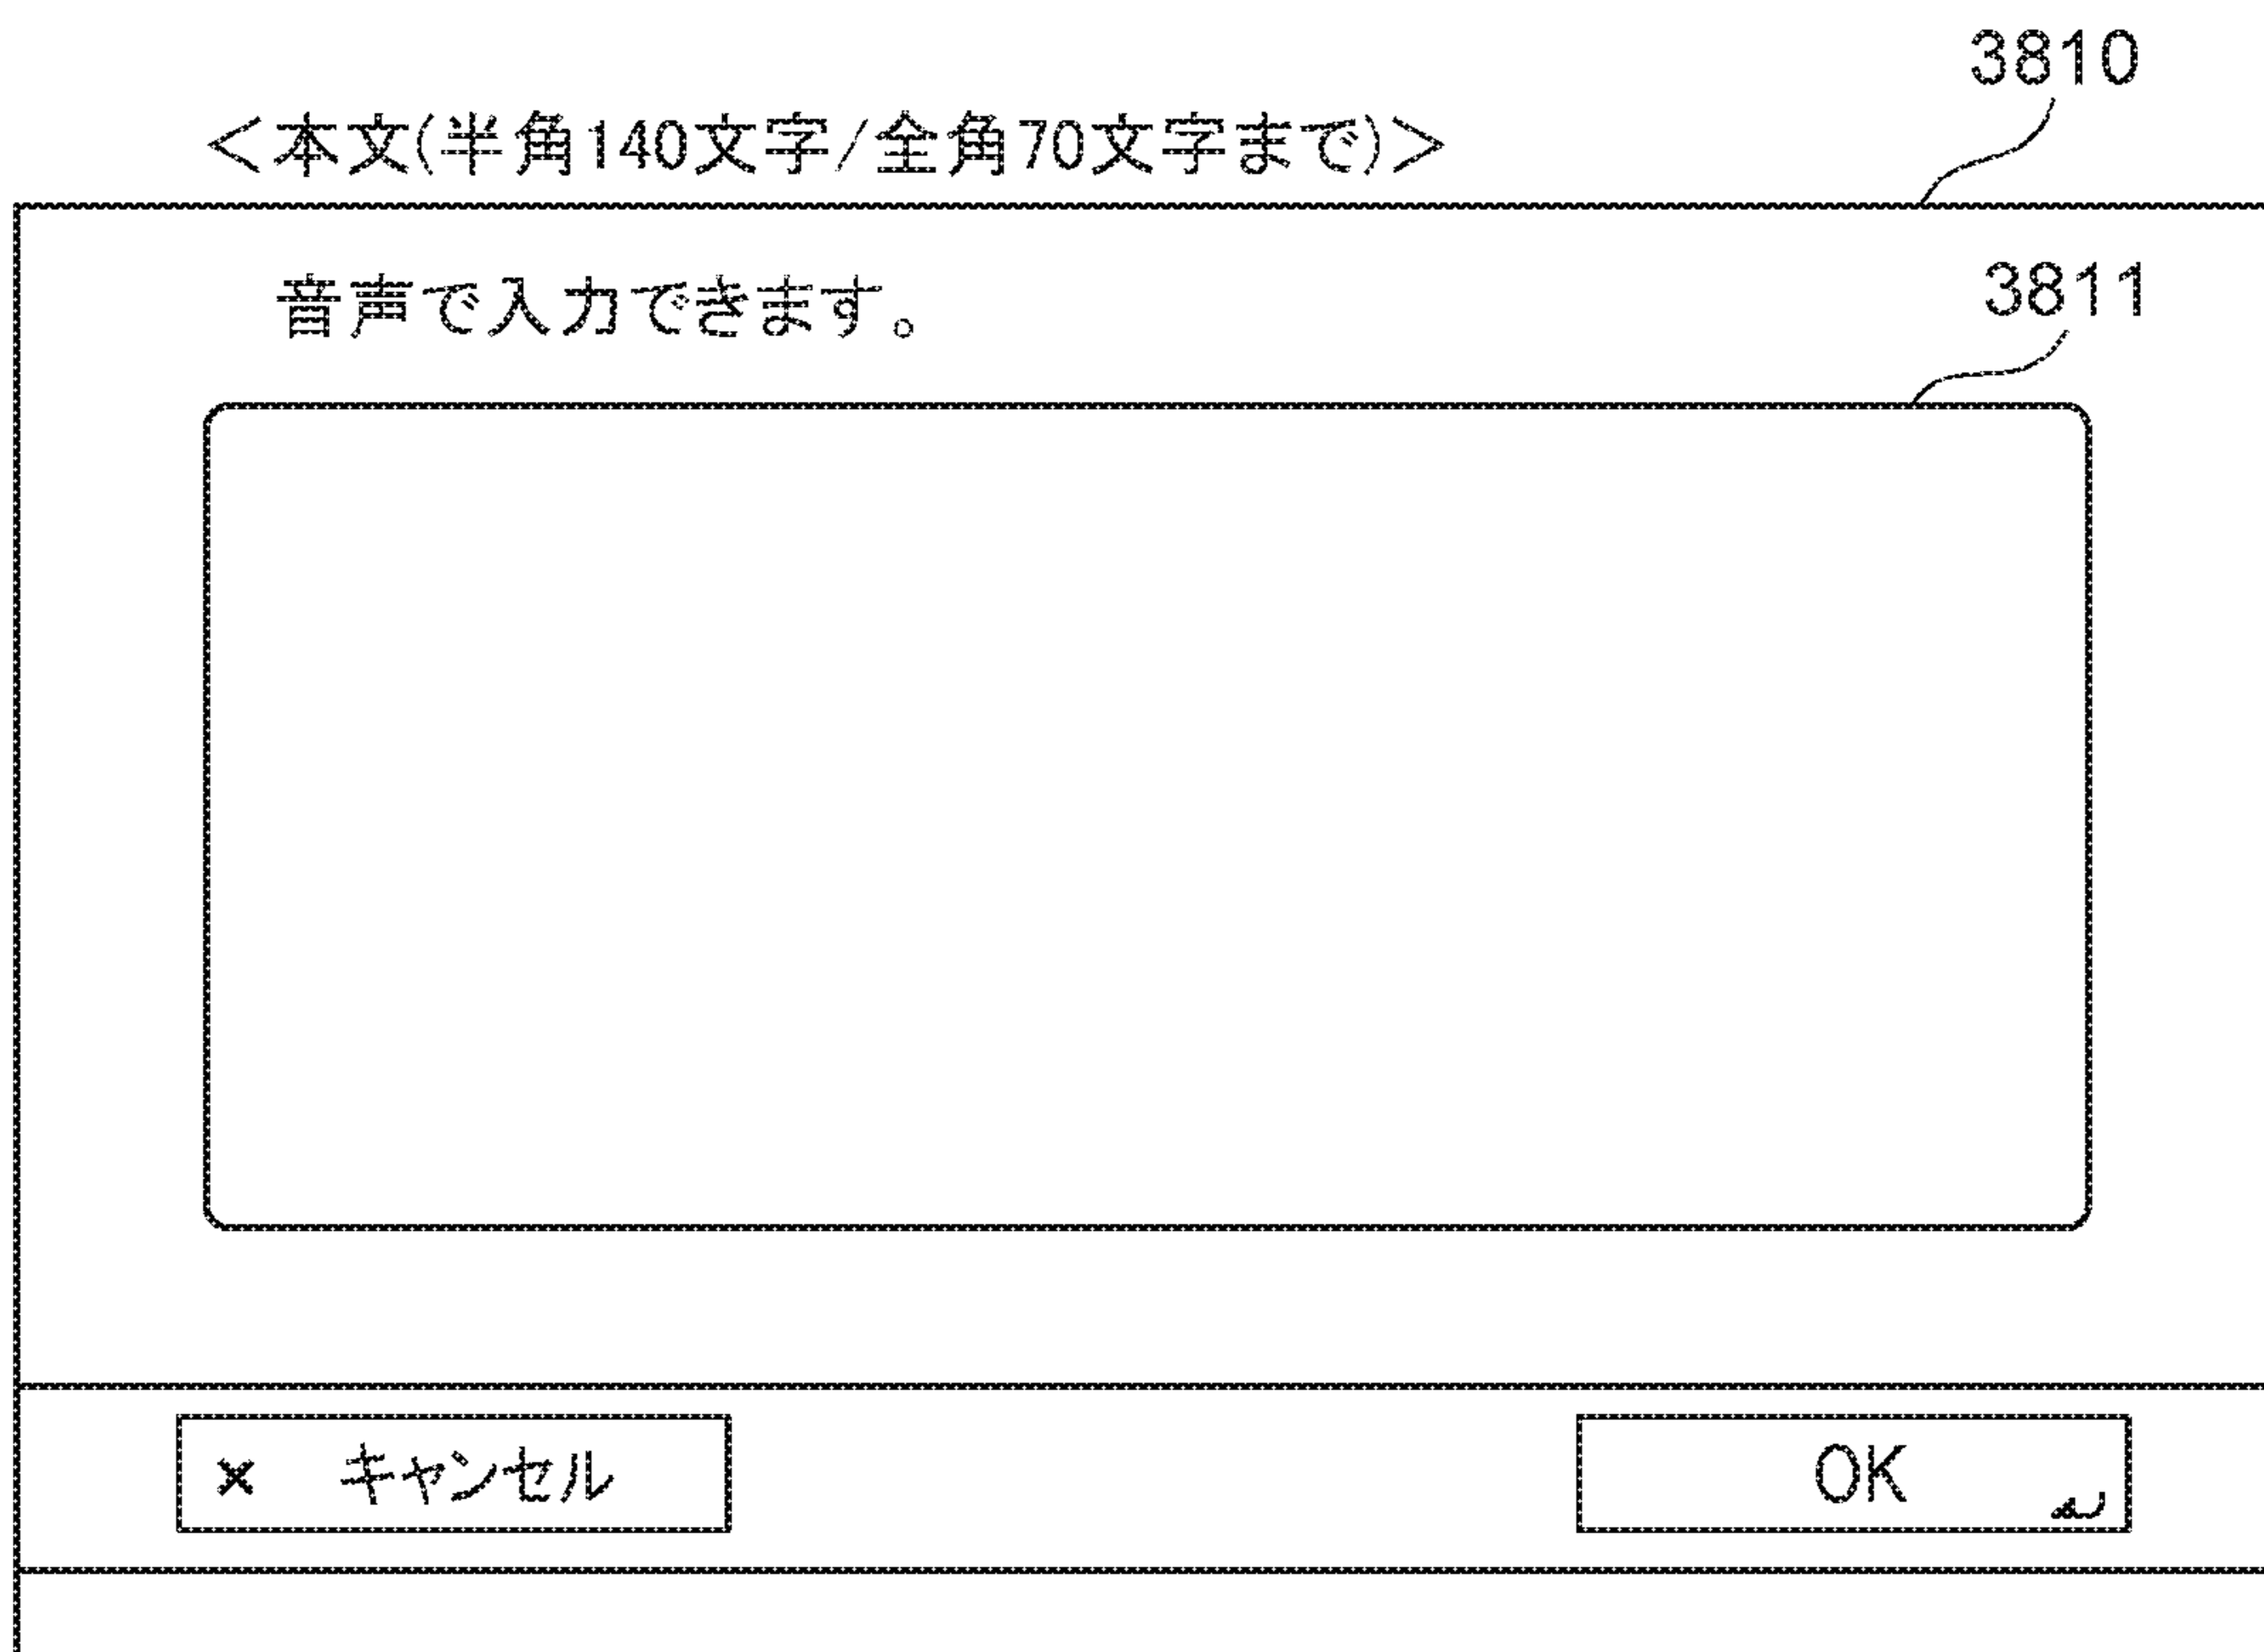 3810
<本文(半角140文字/全角70文字まで)>
音声で入力できます。
3811
× キャンセル
OK